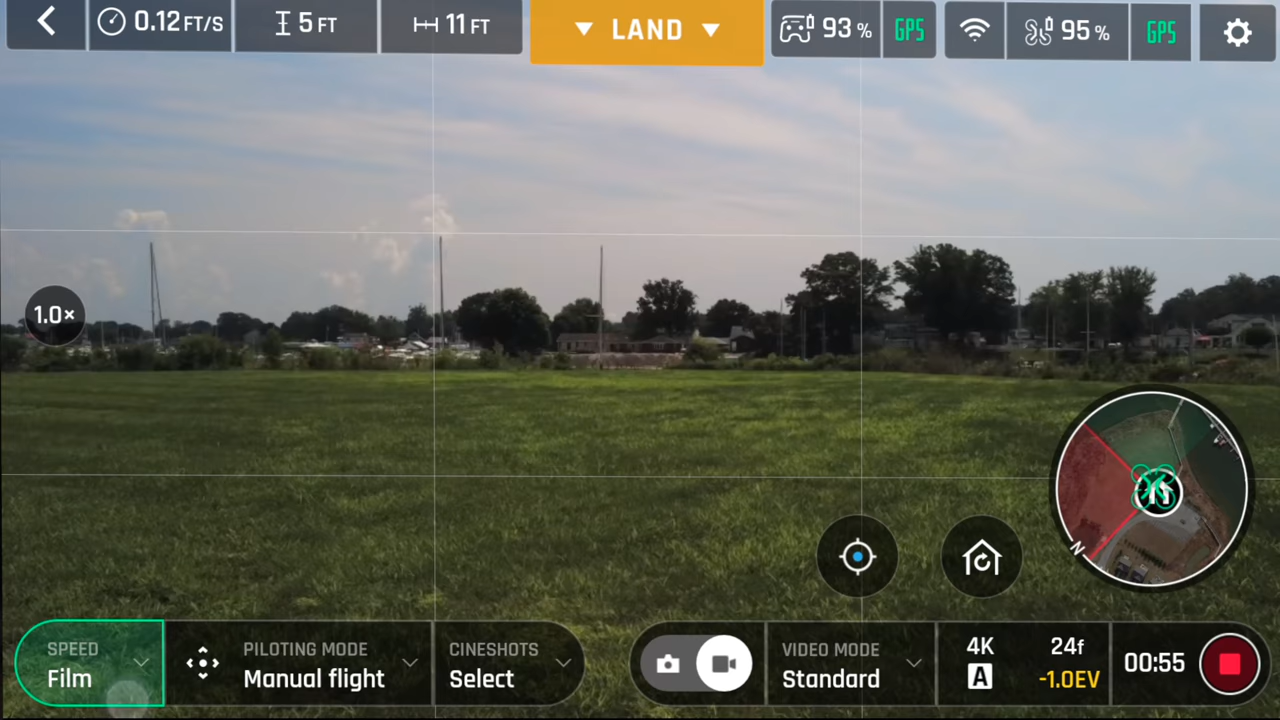 0.12 FT/S
5 FT
11 FT
LAND
93 %
GPS
95 %
GPS
1.0×
N
SPEED
Film
PILOTING MODE
Manual flight
CINESHOTS
Select
VIDEO MODE
Standard
4K
24f
A
-1.0EV
00:55